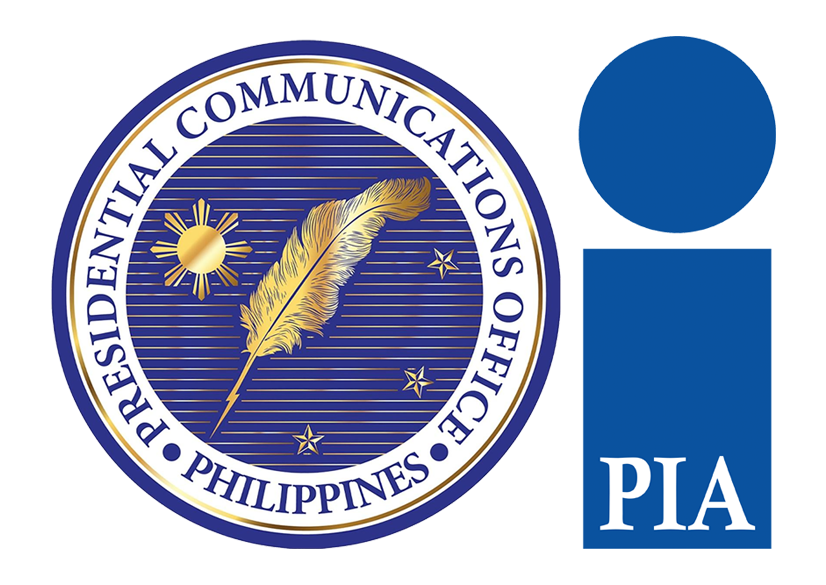 PRESIDENTIAL COMMUNICATIONS OFFICE
• PHILIPPINES •
PIA